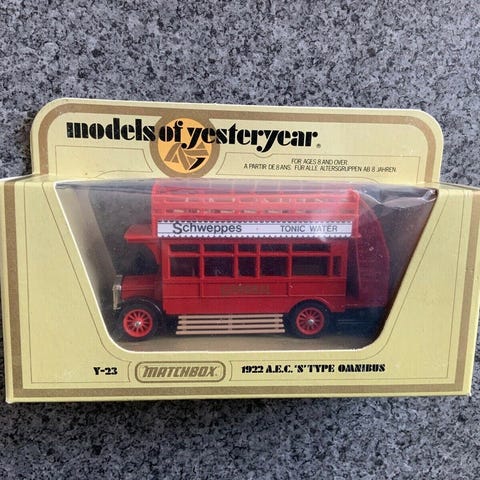 models of yesteryear®
FOR AGES 8 AND OVER
A PARTIR DE 8 ANS. FÜR ALLE ALTERSGRUPPEN AB 8 JAHREN.
Schweppes TONIC WATER
Y-23 MATCHBOX 1922 A.E.C. 'S' TYPE OMNIBUS